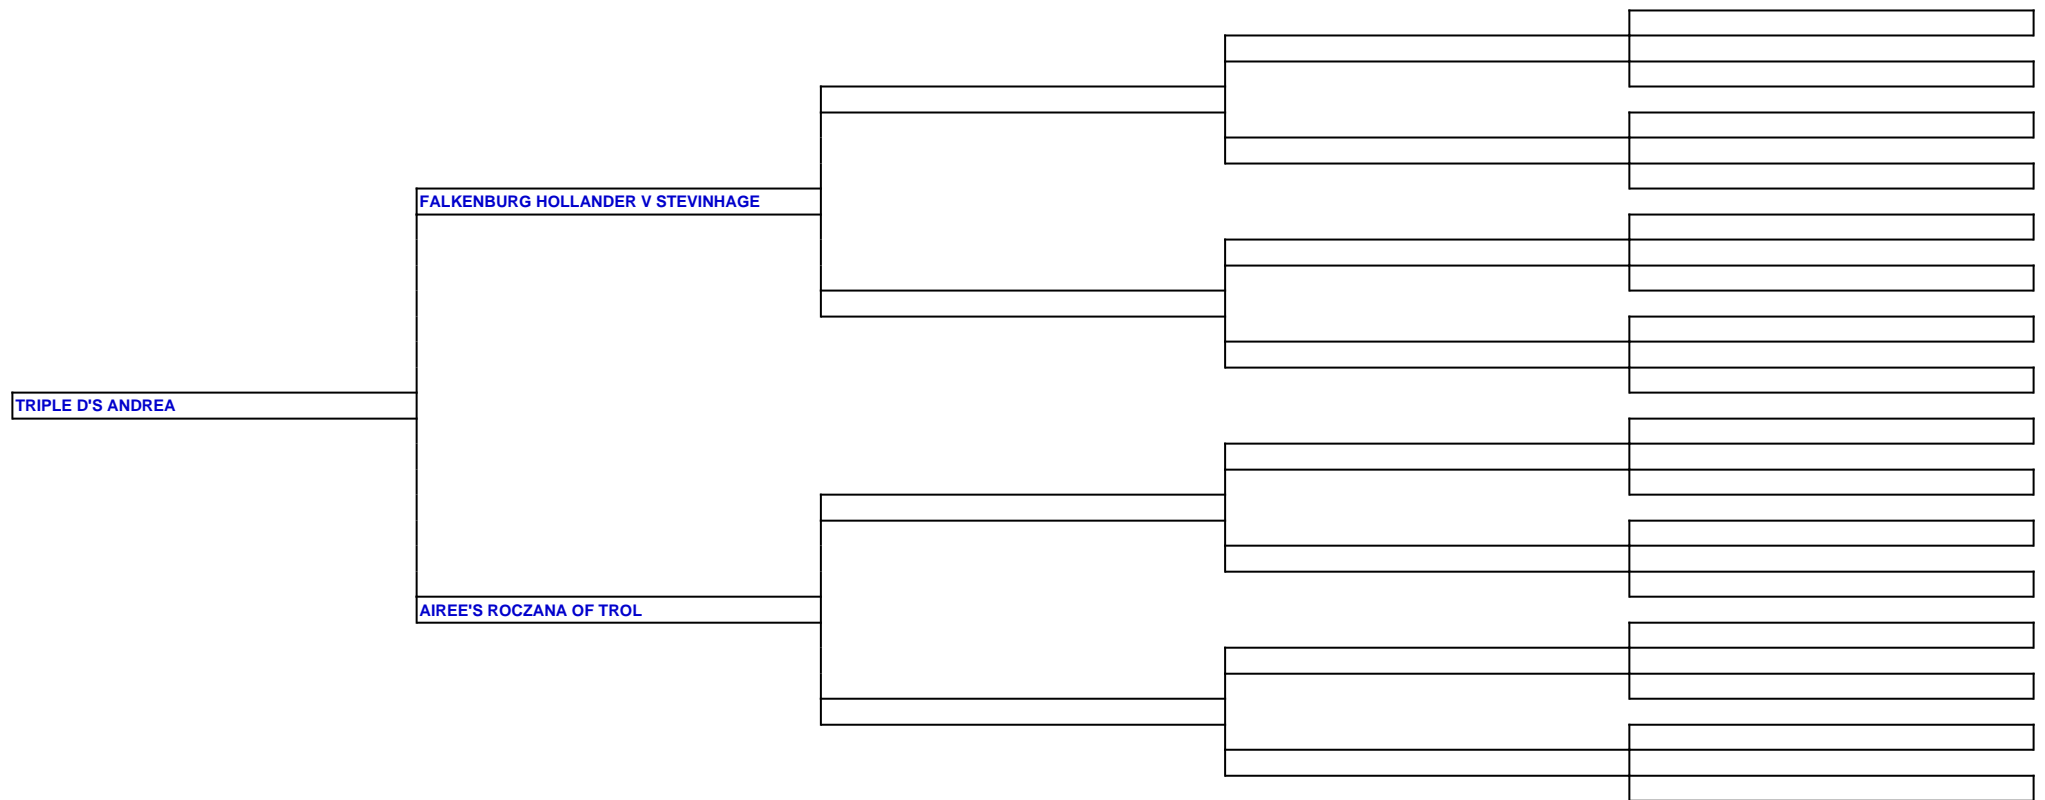 FALKENBURG HOLLANDER V STEVINHAGE
TRIPLE D'S ANDREA
AIREE'S ROCZANA OF TROL